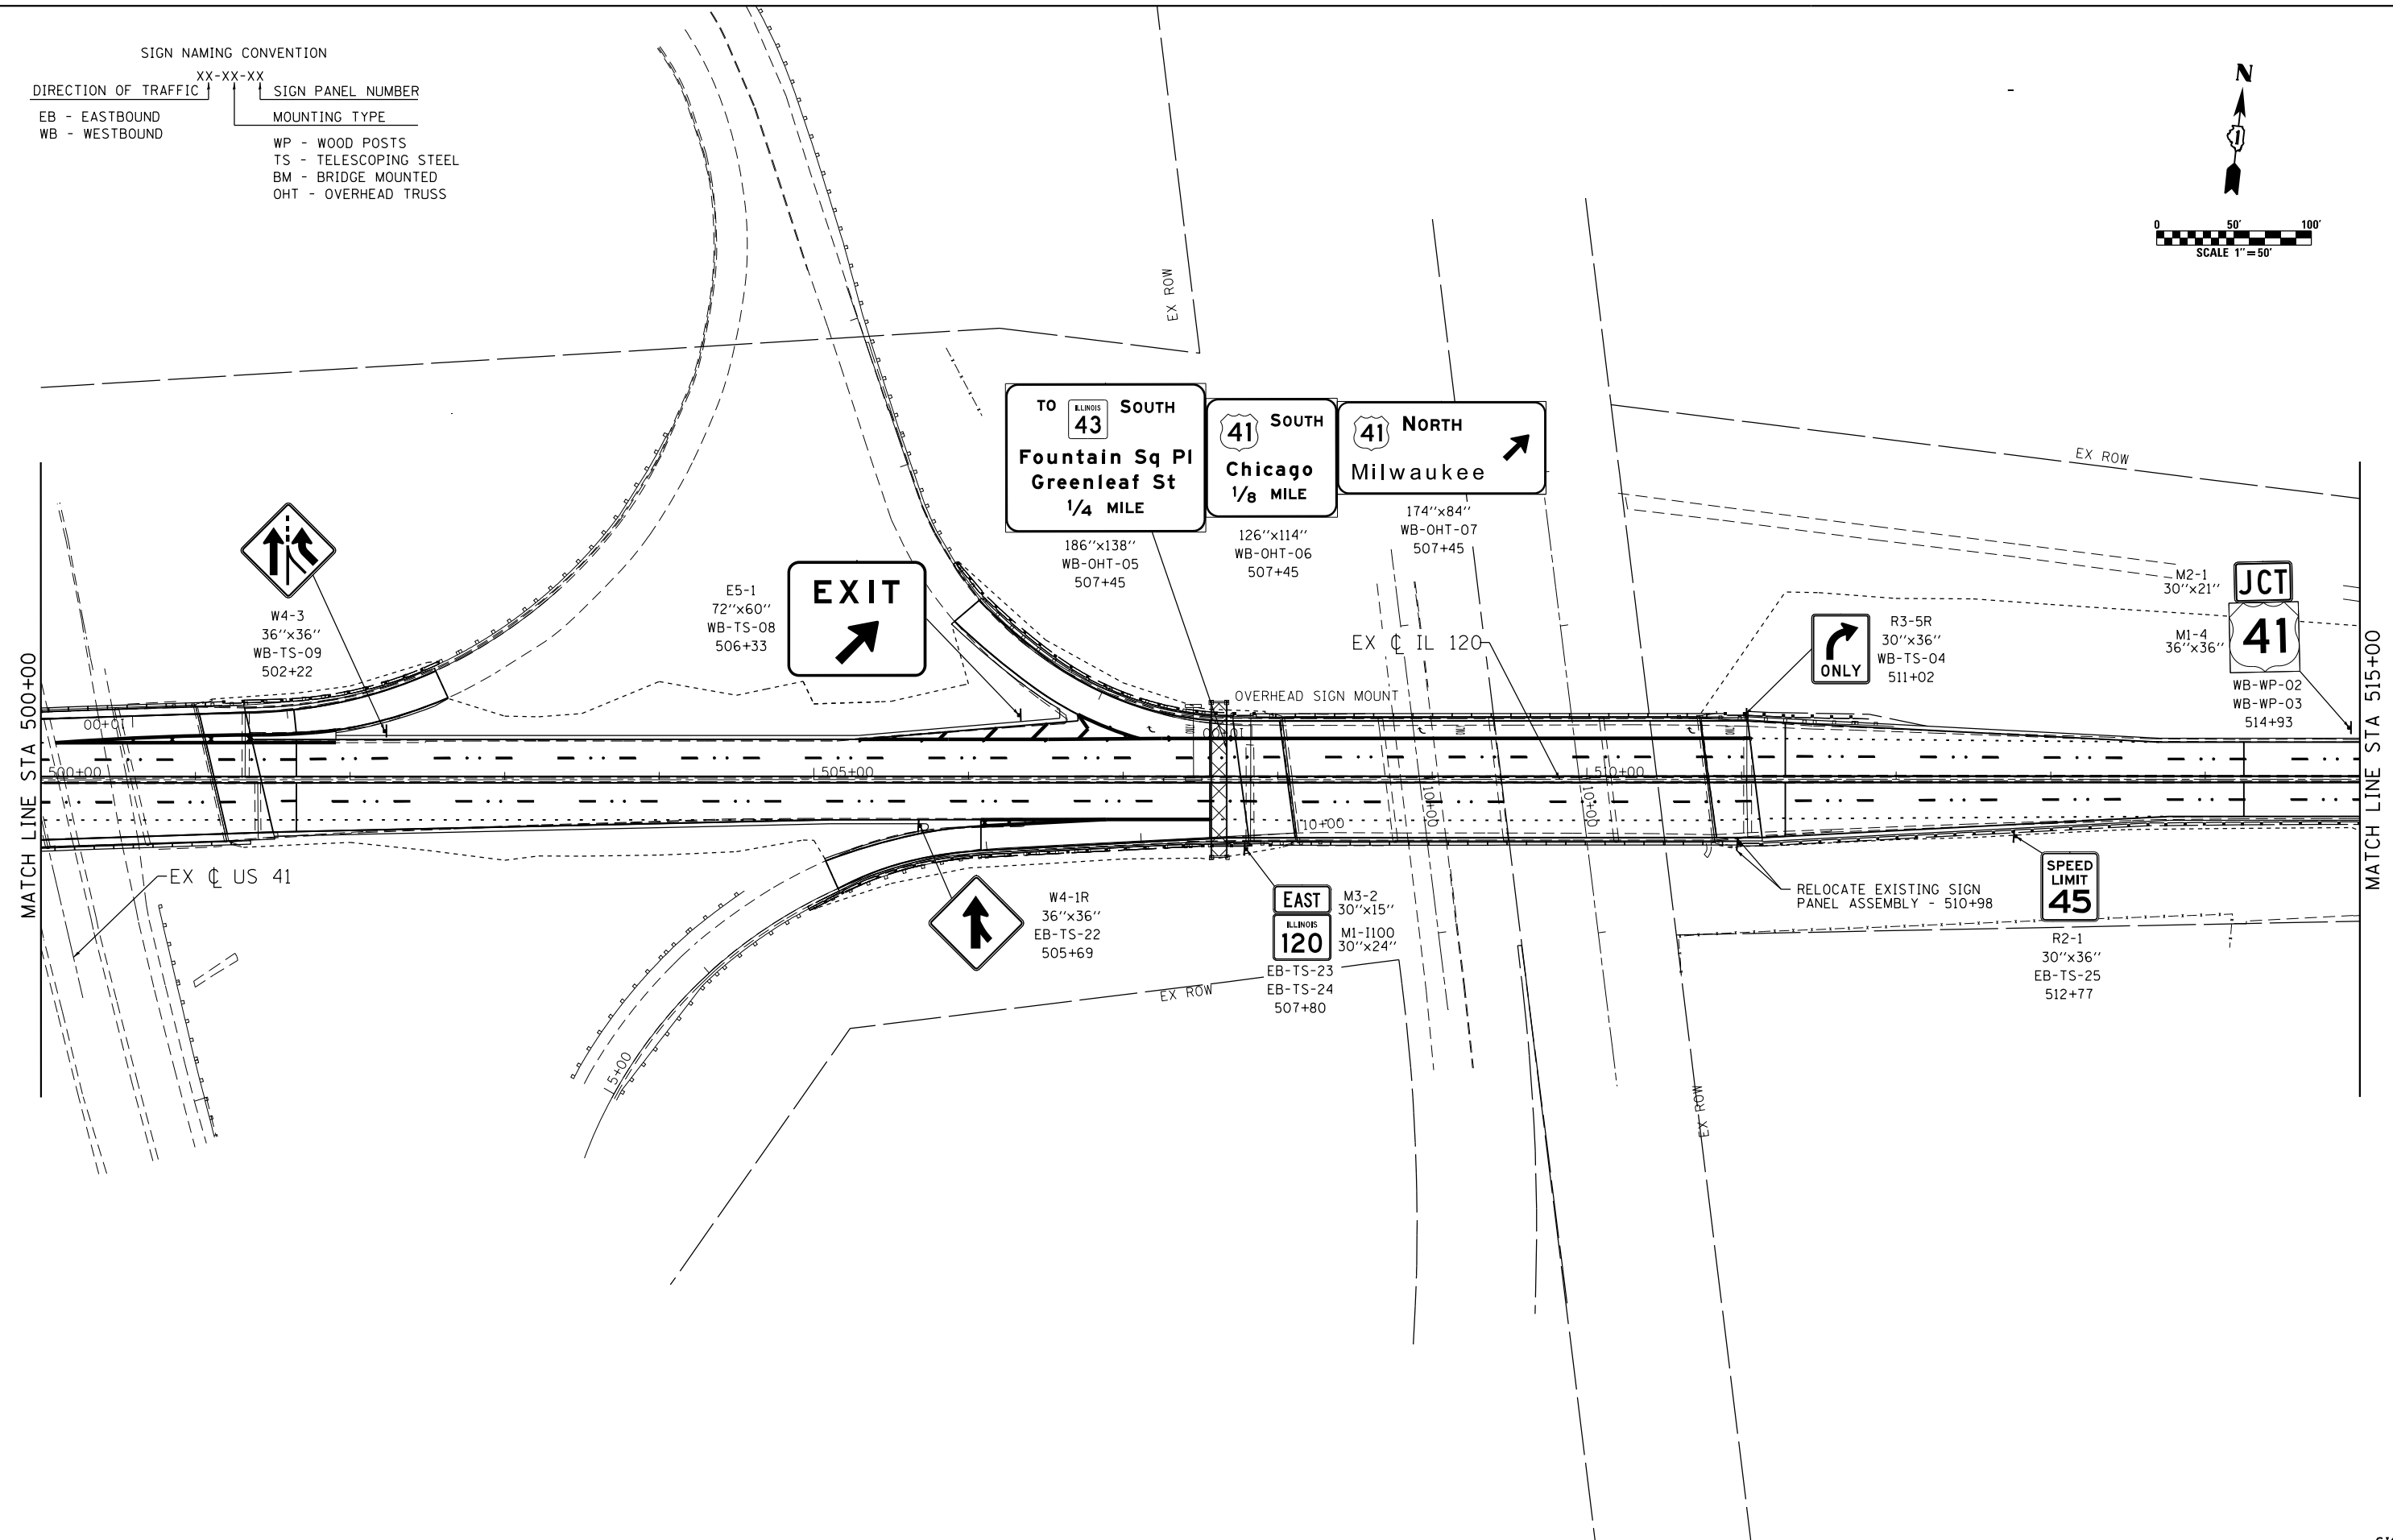 SIGN NAMING CONVENTION
XX-XX-XX
DIRECTION OF TRAFFIC
SIGN PANEL NUMBER
EB - EASTBOUND
WB - WESTBOUND
MOUNTING TYPE
WP - WOOD POSTS
TS - TELESCOPING STEEL
BM - BRIDGE MOUNTED
OHT - OVERHEAD TRUSS
N
1
0 50' 100'
SCALE 1"=50'
EX ROW
EX ROW
TO ILLINOIS 43 SOUTH
Fountain Sq Pl
Greenleaf St
1/4 MILE
186''x138''
WB-OHT-05
507+45
41 SOUTH
Chicago
1/8 MILE
126''x114''
WB-OHT-06
507+45
41 NORTH
Milwaukee
174''x84''
WB-OHT-07
507+45
W4-3
36''x36''
WB-TS-09
502+22
E5-1
72''x60''
WB-TS-08
506+33
EXIT
EX ℄ IL 120
OVERHEAD SIGN MOUNT
ONLY
R3-5R
30''x36''
WB-TS-04
511+02
M2-1
30''x21''
JCT
M1-4
36''x36''
41
WB-WP-02
WB-WP-03
514+93
MATCH LINE STA 500+00
MATCH LINE STA 515+00
10+00
500+00
505+00
10+00
ONLY
ONLY
ONLY
510+00
10+00
10+00
10+00
EX ℄ US 41
W4-1R
36''x36''
EB-TS-22
505+69
EAST
M3-2
30''x15''
ILLINOIS
120
M1-I100
30''x24''
EB-TS-23
EB-TS-24
507+80
RELOCATE EXISTING SIGN
PANEL ASSEMBLY - 510+98
SPEED
LIMIT
45
R2-1
30''x36''
EB-TS-25
512+77
EX ROW
5+00
EX ROW